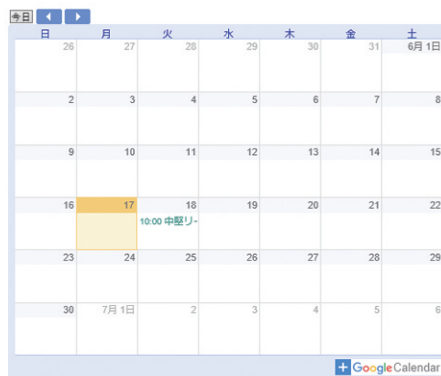 今日
日 月 火 水 木 金 土
26 27 28 29 30 31 6月 1日
2 3 4 5 6 7 8
9 10 11 12 13 14 15
16 17 18 19 20 21 22
10:00 中堅リ-
23 24 25 26 27 28 29
30 7月 1日 2 3 4 5 6
+ Google Calendar